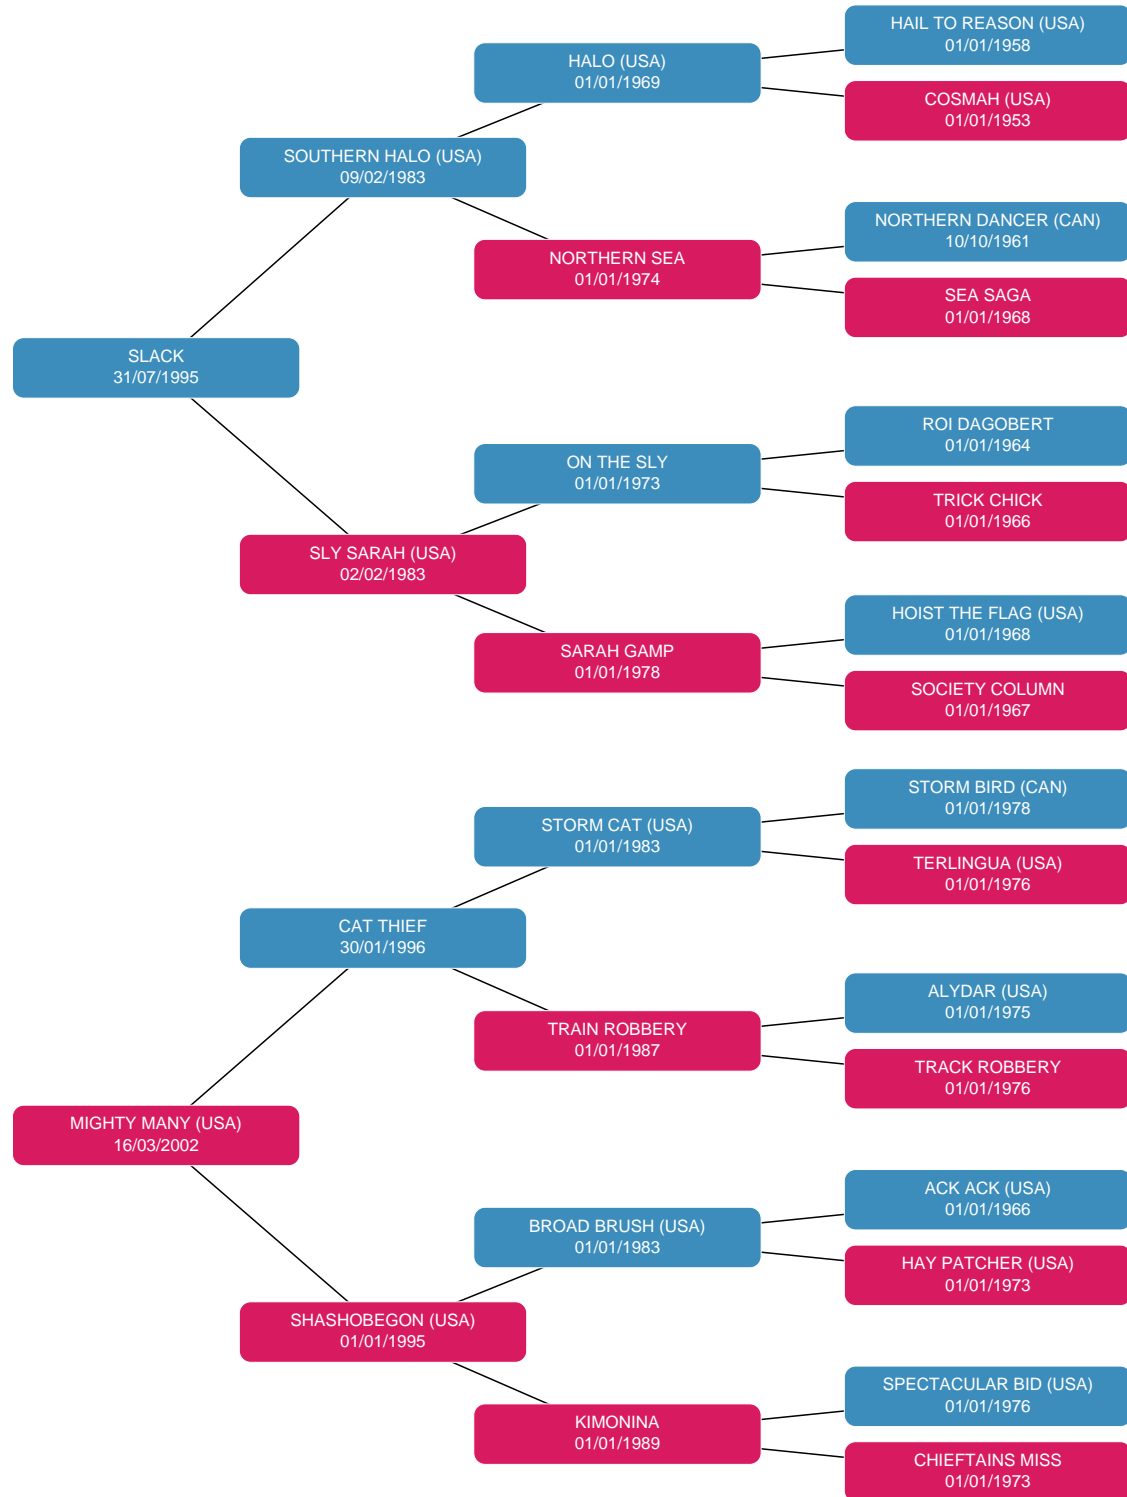 HAIL TO REASON (USA)
01/01/1958
HALO (USA)
01/01/1969
COSMAH (USA)
01/01/1953
SOUTHERN HALO (USA)
09/02/1983
NORTHERN DANCER (CAN)
10/10/1961
NORTHERN SEA
01/01/1974
SEA SAGA
01/01/1968
SLACK
31/07/1995
ROI DAGOBERT
01/01/1964
ON THE SLY
01/01/1973
TRICK CHICK
01/01/1966
SLY SARAH (USA)
02/02/1983
HOIST THE FLAG (USA)
01/01/1968
SARAH GAMP
01/01/1978
SOCIETY COLUMN
01/01/1967
STORM BIRD (CAN)
01/01/1978
STORM CAT (USA)
01/01/1983
TERLINGUA (USA)
01/01/1976
CAT THIEF
30/01/1996
ALYDAR (USA)
01/01/1975
TRAIN ROBBERY
01/01/1987
TRACK ROBBERY
01/01/1976
MIGHTY MANY (USA)
16/03/2002
ACK ACK (USA)
01/01/1966
BROAD BRUSH (USA)
01/01/1983
HAY PATCHER (USA)
01/01/1973
SHASHOBEGON (USA)
01/01/1995
SPECTACULAR BID (USA)
01/01/1976
KIMONINA
01/01/1989
CHIEFTAINS MISS
01/01/1973